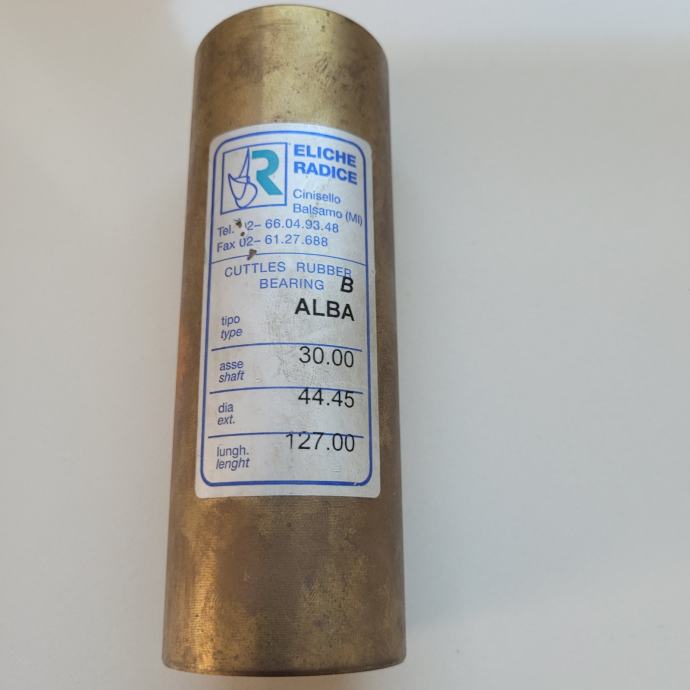 R ELICHE
RADICE
Cinisello
Balsamo (MI)
Tel. 02– 66.04.93.48
Fax 02– 61.27.688
CUTTLES RUBBER
BEARING B
tipo ALBA
type
asse 30.00
shaft
dia 44.45
ext.
lungh. 127.00
lenght